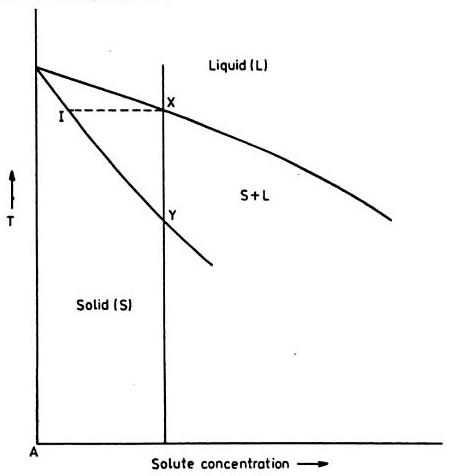 Liquid (L)
X
I
S+L
T
Y
Solid (S)
A
Solute concentration